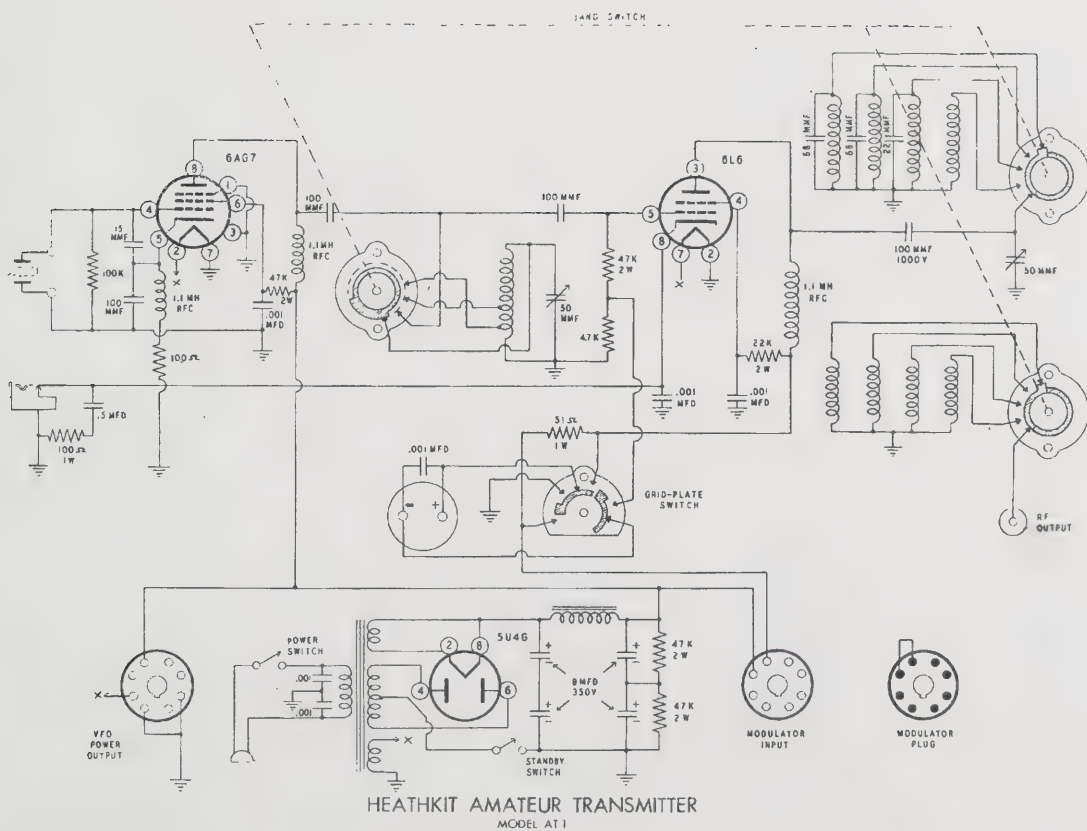 BAND SWITCH
6AG7
8
1
6
4
5
3
2
7
X
15
MMF
100K
100
MMF
1.1 MH
RFC
47K
2W
.001
MFD
1.1 MH
RFC
100Ω
.5 MFD
100Ω
1W
100
MMF
50
MMF
100 MMF
47K
2W
4.7K
6L6
3
4
5
8
7
2
X
.001
MFD
.001
MFD
22K
2W
1.1 MH
RFC
68 MMF
68 MMF
22 MMF
100 MMF
1000V
50 MMF
51Ω
1W
.001 MFD
- +
GRID-PLATE
SWITCH
RF
OUTPUT
X
VFO
POWER
OUTPUT
POWER
SWITCH
.001
.001
X
5U4G
2
8
4
6
STANDBY
SWITCH
+
-
+
-
+
-
+
-
8MFD
350V
47K
2W
47K
2W
MODULATOR
INPUT
MODULATOR
PLUG
HEATHKIT AMATEUR TRANSMITTER
MODEL AT1